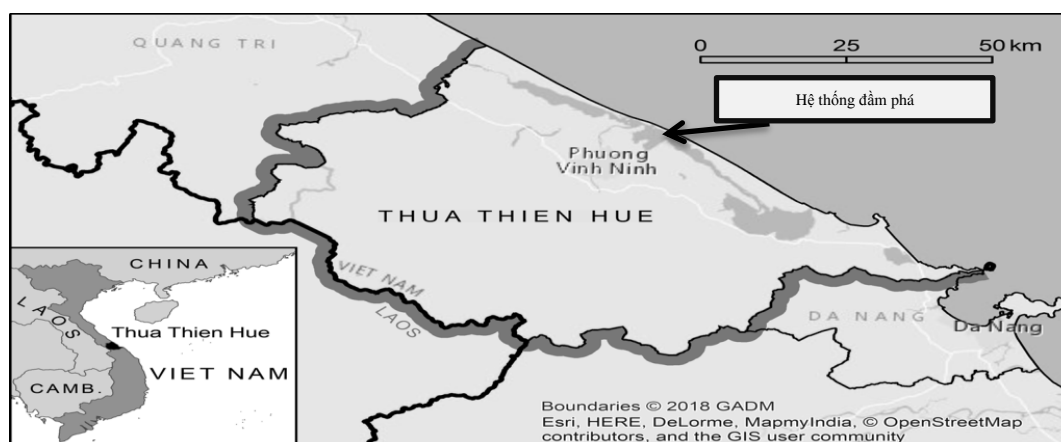 QUANG TRI
0 25 50 km
Hệ thống đầm phá
Phuong
Vinh Ninh
THUA THIEN HUE
VIET NAM
LAOS
DA NANG
Da Nang
CHINA
LAOS
Thua Thien Hue
VIET NAM
CAMB.
Boundaries © 2018 GADM
Esri, HERE, DeLorme, MapmyIndia, © OpenStreetMap
contributors, and the GIS user community